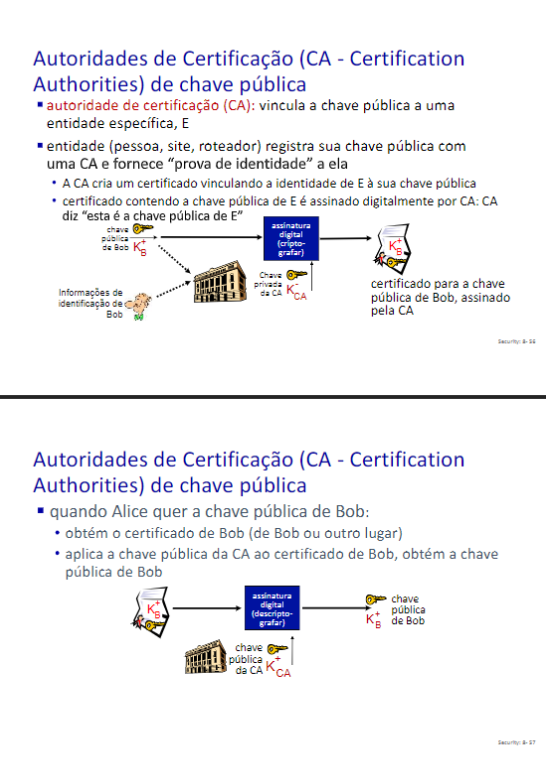 Autoridades de Certificação (CA - Certification
Authorities) de chave pública
▪ autoridade de certificação (CA): vincula a chave pública a uma
entidade específica, E
▪ entidade (pessoa, site, roteador) registra sua chave pública com
uma CA e fornece “prova de identidade” a ela
• A CA cria um certificado vinculando a identidade de E à sua chave pública
• certificado contendo a chave pública de E é assinado digitalmente por CA: CA
diz “esta é a chave pública de E”
chave
pública
de Bob
K
B
+
assinatura
digital
(cripto-
grafar)
K
B
+
Informações de
identificação de
Bob
Chave
privada
da CA
K
CA
-
certificado para a chave
pública de Bob, assinado
pela CA
Security: 8- 56
Autoridades de Certificação (CA - Certification
Authorities) de chave pública
▪ quando Alice quer a chave pública de Bob:
• obtém o certificado de Bob (de Bob ou outro lugar)
• aplica a chave pública da CA ao certificado de Bob, obtém a chave
pública de Bob
K
B
+
assinatura
digital
(descripto-
grafar)
chave
pública
de Bob
K
B
+
chave
pública
da CA
K
CA
+
Security: 8- 57